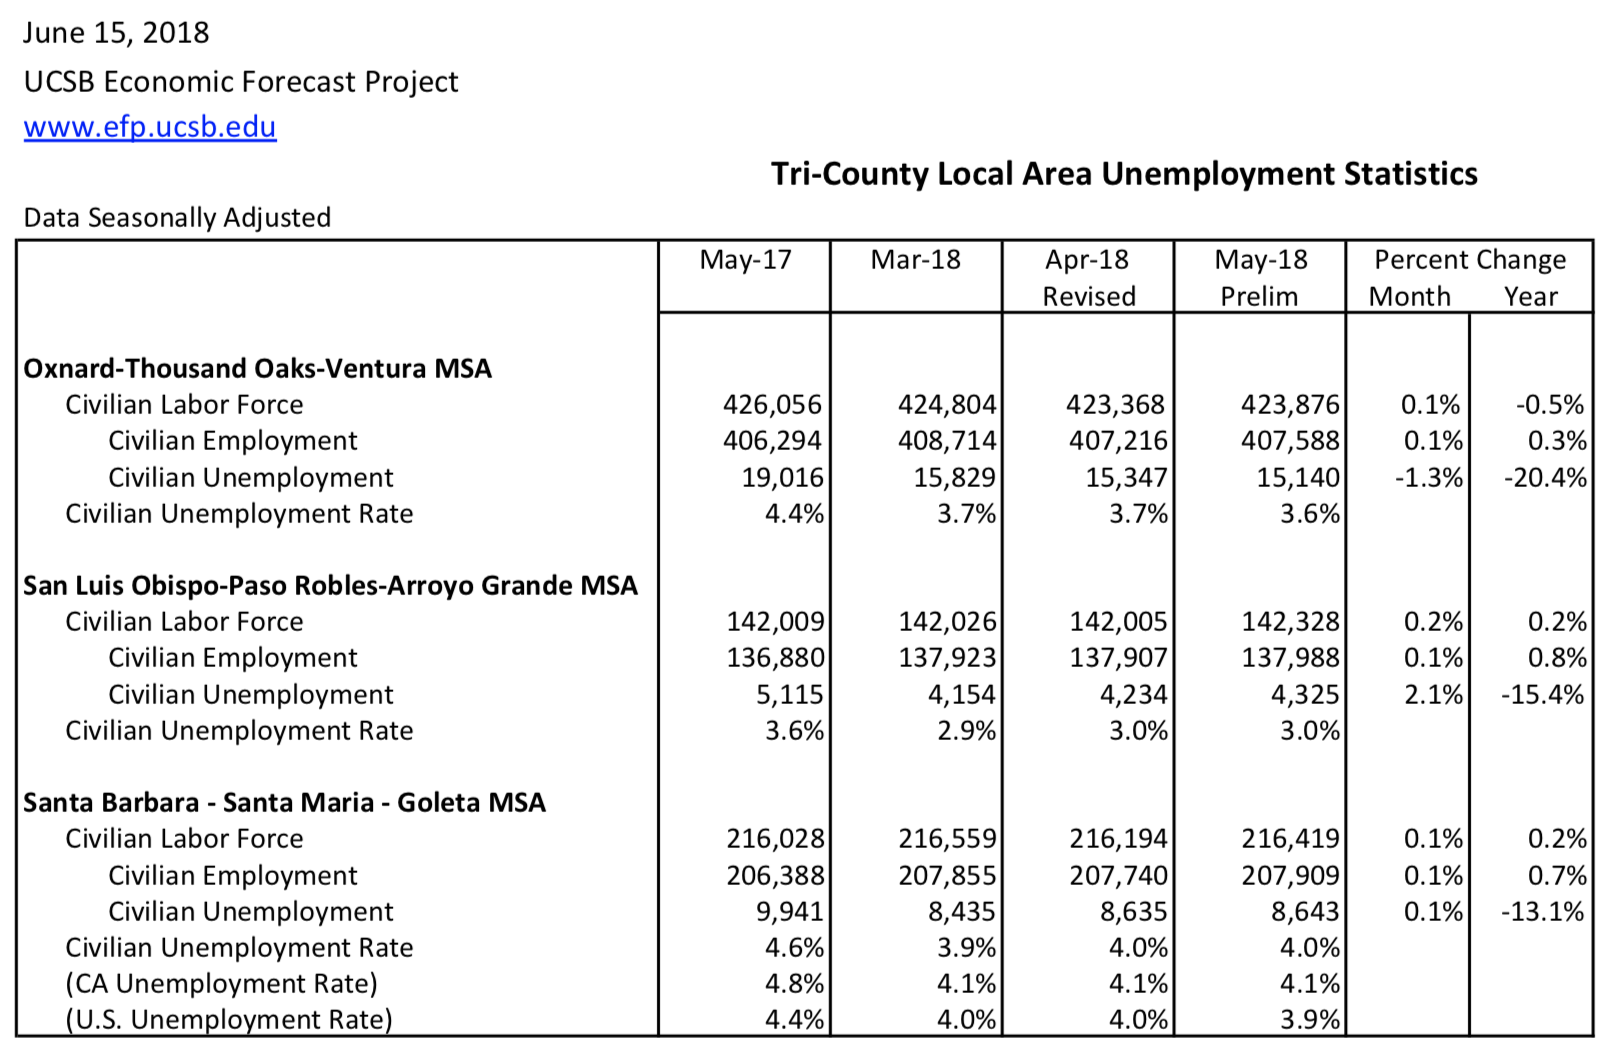 June 15, 2018
UCSB Economic Forecast Project
www.efp.ucsb.edu
Tri-County Local Area Unemployment Statistics
Data Seasonally Adjusted
May-17 Mar-18 Apr-18 May-18 Percent Change
Revised Prelim Month Year
Oxnard-Thousand Oaks-Ventura MSA
Civilian Labor Force 426,056 424,804 423,368 423,876 0.1% -0.5%
Civilian Employment 406,294 408,714 407,216 407,588 0.1% 0.3%
Civilian Unemployment 19,016 15,829 15,347 15,140 -1.3% -20.4%
Civilian Unemployment Rate 4.4% 3.7% 3.7% 3.6%
San Luis Obispo-Paso Robles-Arroyo Grande MSA
Civilian Labor Force 142,009 142,026 142,005 142,328 0.2% 0.2%
Civilian Employment 136,880 137,923 137,907 137,988 0.1% 0.8%
Civilian Unemployment 5,115 4,154 4,234 4,325 2.1% -15.4%
Civilian Unemployment Rate 3.6% 2.9% 3.0% 3.0%
Santa Barbara - Santa Maria - Goleta MSA
Civilian Labor Force 216,028 216,559 216,194 216,419 0.1% 0.2%
Civilian Employment 206,388 207,855 207,740 207,909 0.1% 0.7%
Civilian Unemployment 9,941 8,435 8,635 8,643 0.1% -13.1%
Civilian Unemployment Rate 4.6% 3.9% 4.0% 4.0%
(CA Unemployment Rate) 4.8% 4.1% 4.1% 4.1%
(U.S. Unemployment Rate) 4.4% 4.0% 4.0% 3.9%